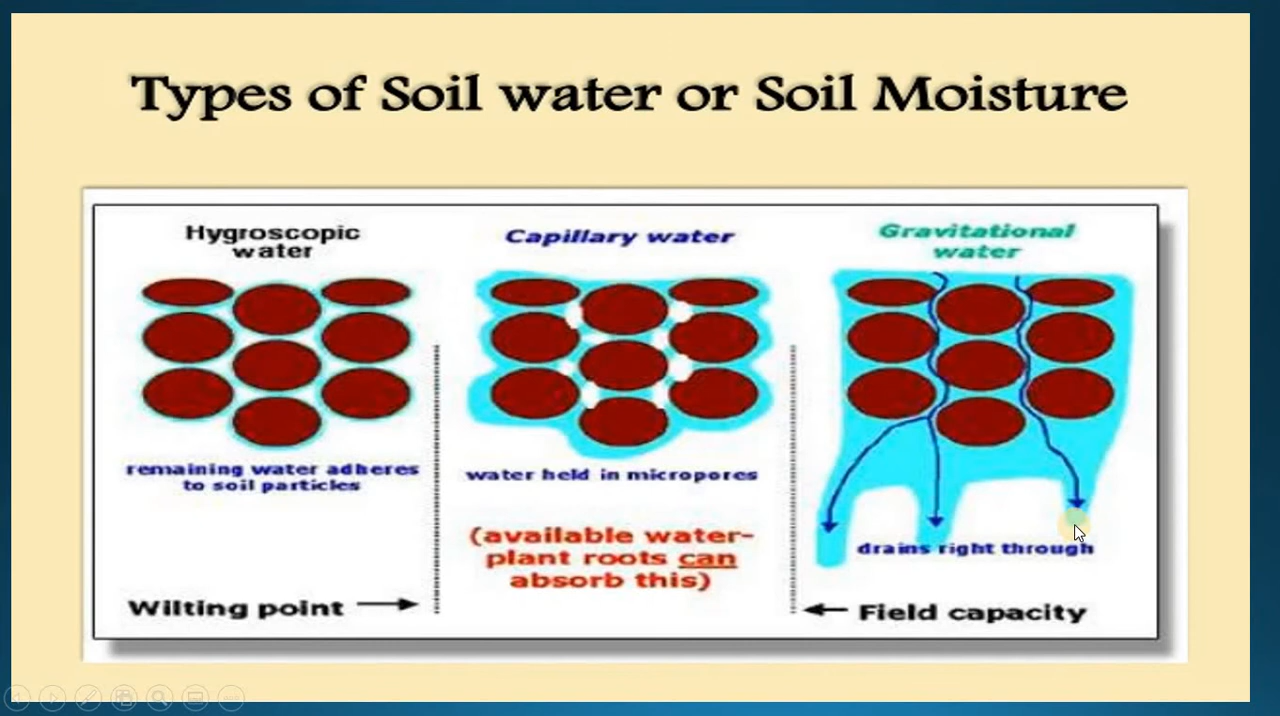 Types of Soil water or Soil Moisture
Hygroscopic
water
Capillary water
Gravitational
water
remaining water adheres
to soil particles
water held in micropores
(available water-
plant roots can
absorb this)
drains right through
Wilting point
Field capacity